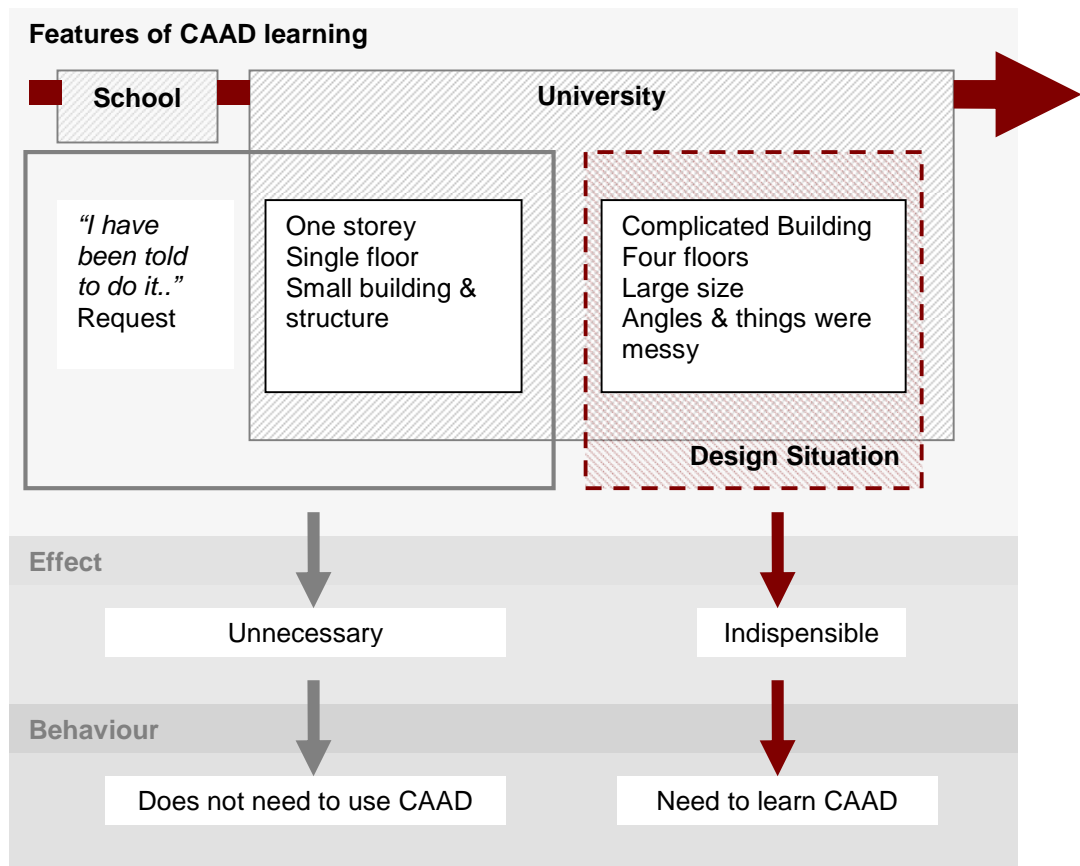 Features of CAAD learning
School
University
“I have
been told
to do it..”
Request
One storey
Single floor
Small building &
structure
Complicated Building
Four floors
Large size
Angles & things were
messy
Design Situation
Effect
Unnecessary
Indispensible
Behaviour
Does not need to use CAAD
Need to learn CAAD